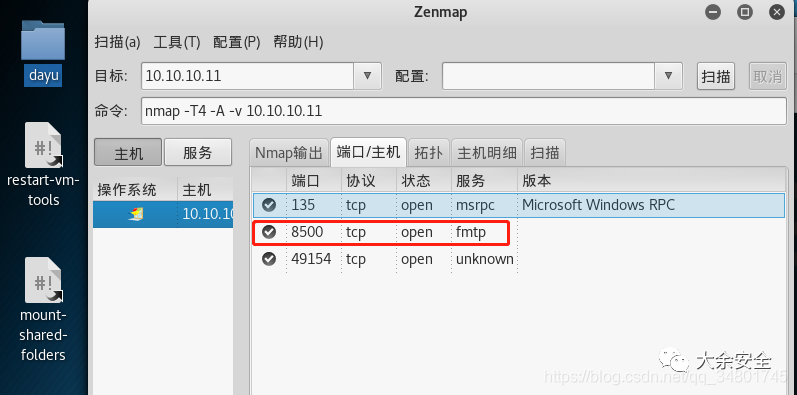 Zenmap
dayu
restart-vm-tools
mount-shared-folders
扫描(a) 工具(T) 配置(P) 帮助(H)
目标: 10.10.10.11 配置: 扫描 取消
命令: nmap -T4 -A -v 10.10.10.11
主机 服务 Nmap输出 端口/主机 拓扑 主机明细 扫描
操作系统 主机 端口 协议 状态 服务 版本
10.10.10 135 tcp open msrpc Microsoft Windows RPC
8500 tcp open fmtp
49154 tcp open unknown
大余安全
https://blog.csdn.net/qq_34801745